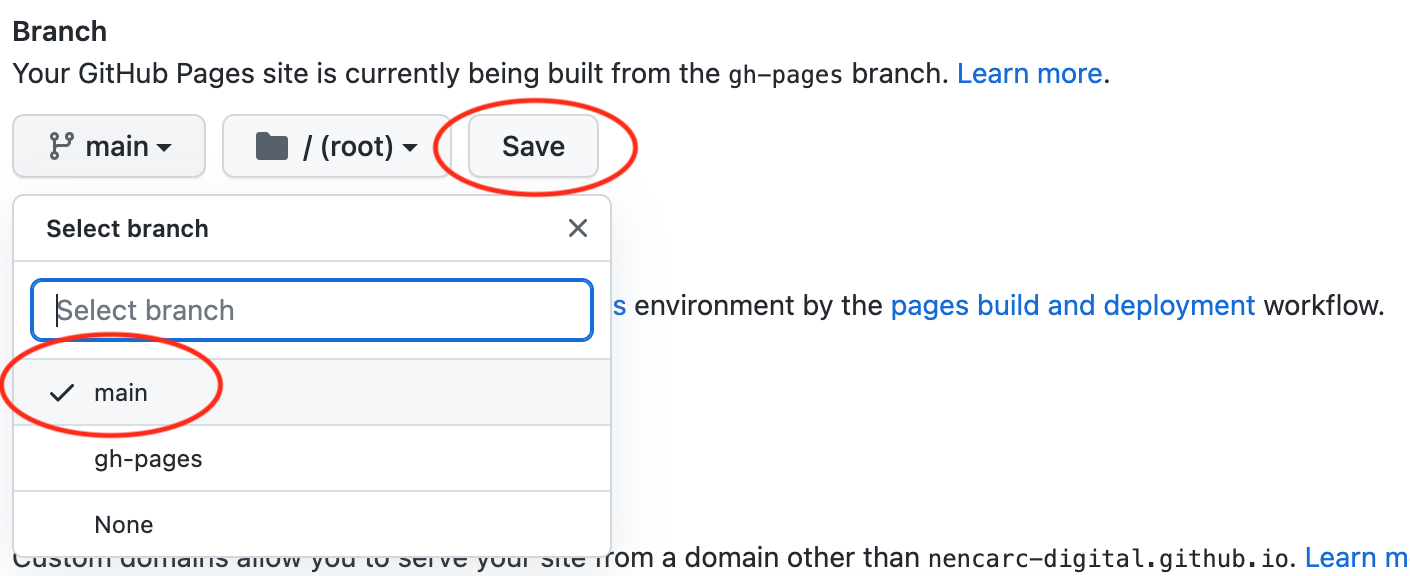 Branch
Your GitHub Pages site is currently being built from the gh-pages branch. Learn more.
main / (root) Save
Select branch
Select branch
s environment by the pages build and deployment workflow.
main
gh-pages
None
Custom domains allow you to serve your site from a domain other than nencarc-digital.github.io. Learn m